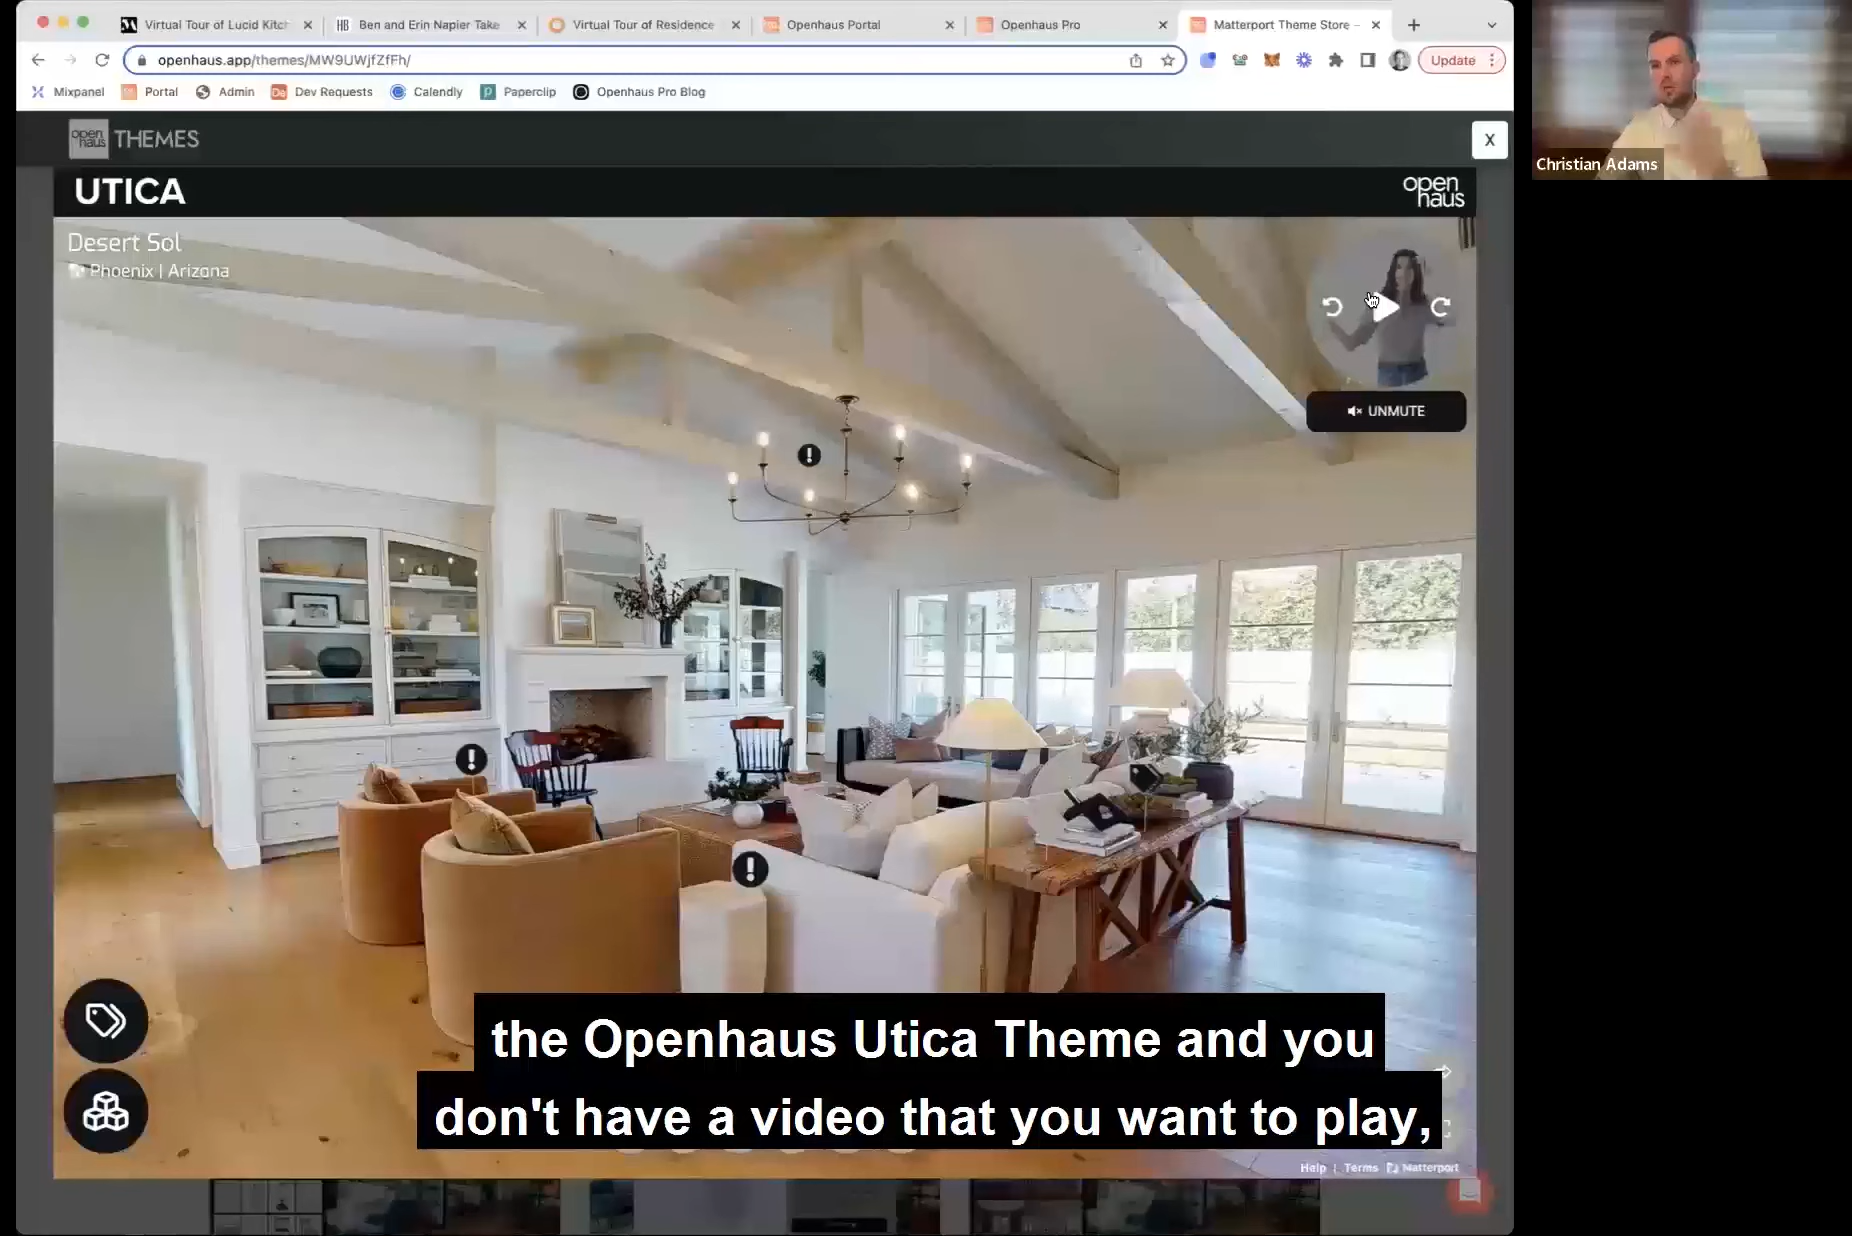 Virtual Tour of Lucid Kitch
HB Ben and Erin Napier Take
Virtual Tour of Residence
Openhaus Portal
Openhaus Pro
Matterport Theme Store –
openhaus.app/themes/MW9UWjfZfFh/
Update
Mixpanel
Portal
Admin
De Dev Requests
Calendly
Paperclip
Openhaus Pro Blog
open
haus
THEMES
X
Christian Adams
UTICA
open
haus
Desert Sol
Phoenix | Arizona
UNMUTE
the Openhaus Utica Theme and you
don't have a video that you want to play,
Help | Terms Matterport